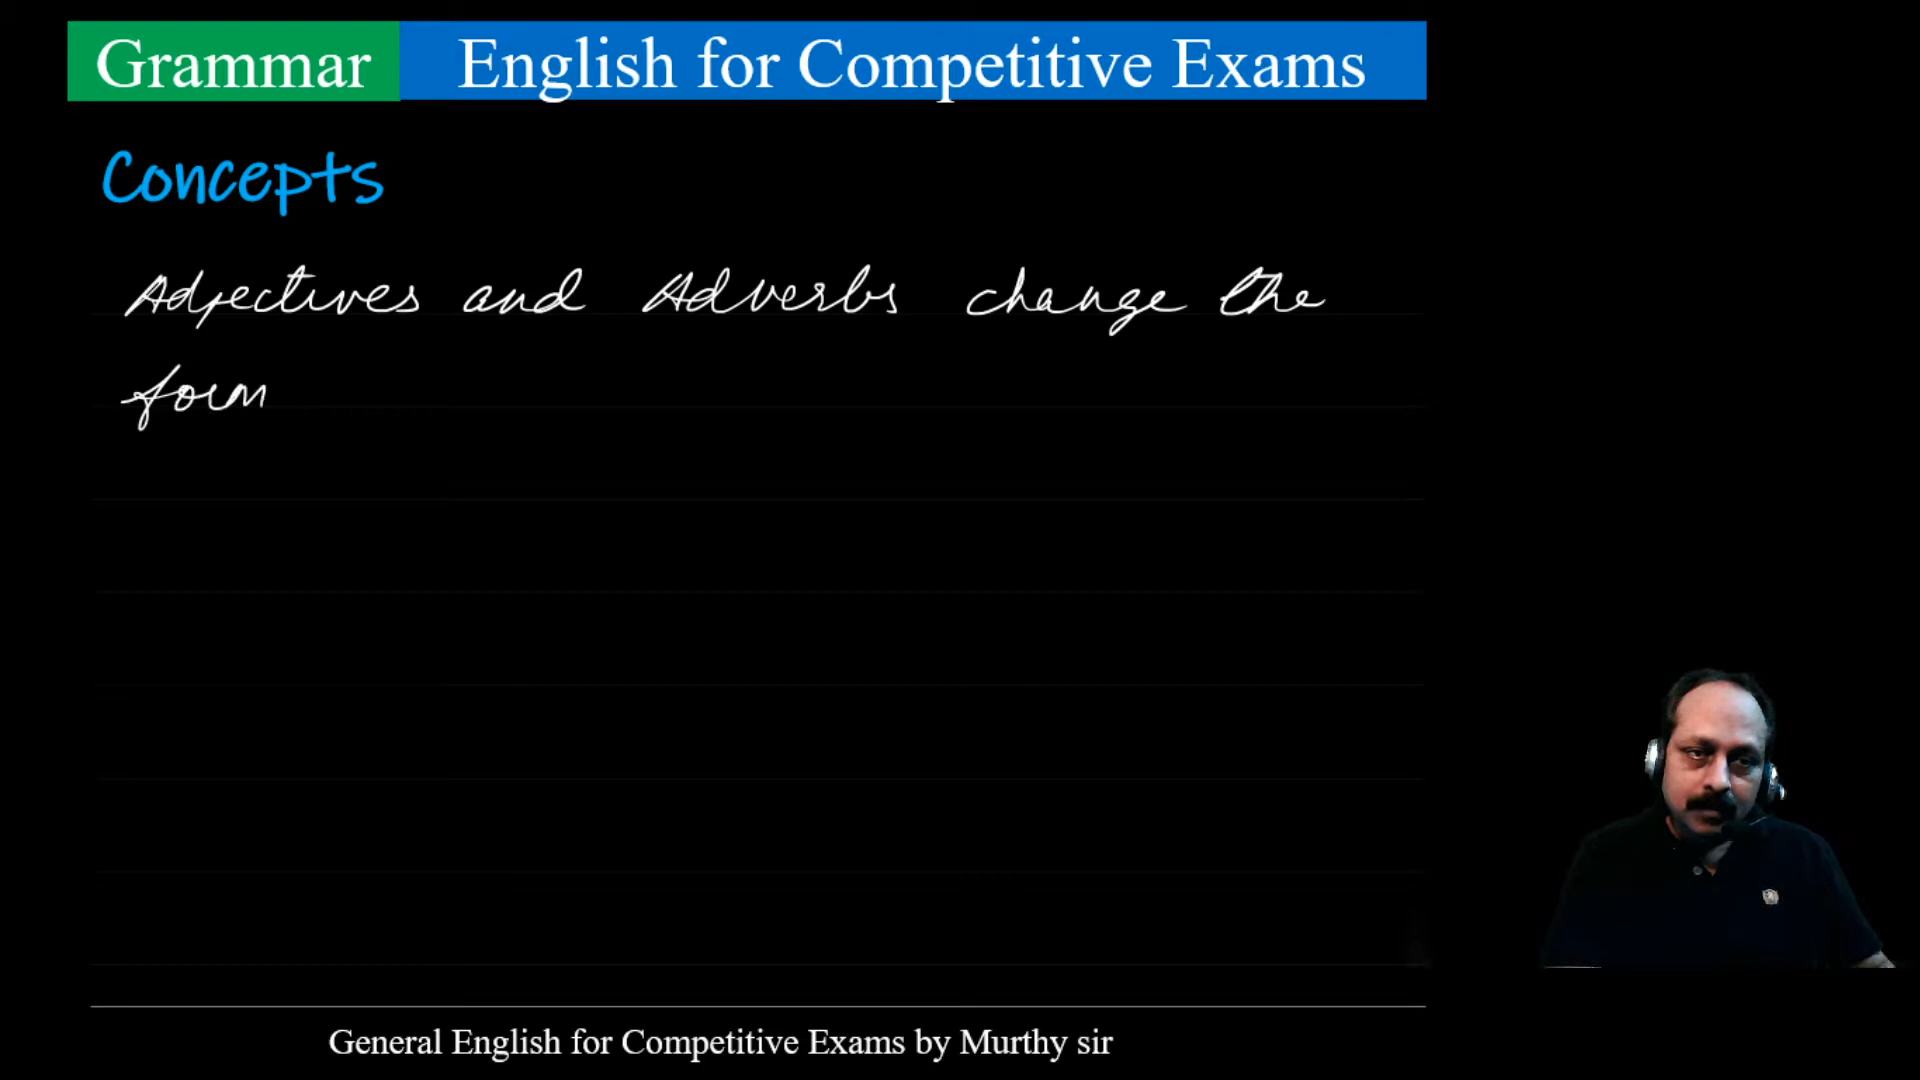 Grammar English for Competitive Exams
Concepts
Adjectives and Adverbs change the
form
General English for Competitive Exams by Murthy sir